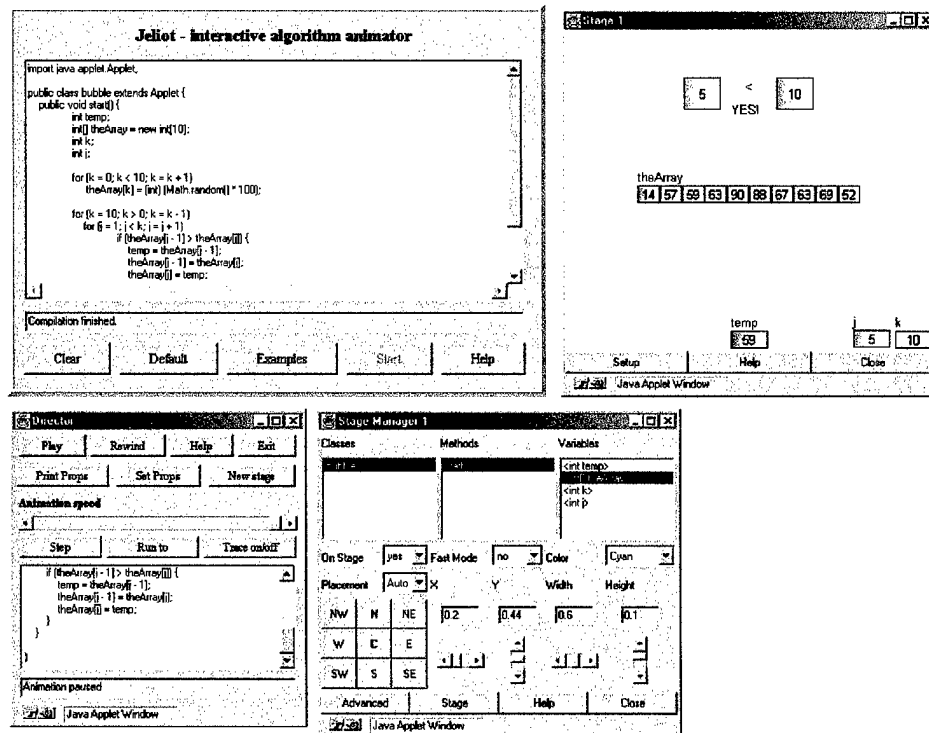 Jeliot - interactive algorithm animator
import java.applet.Applet;
public class bubble extends Applet {
public void start() {
int temp;
int[] theArray = new int[10];
int k;
int j;
for (k = 0; k < 10; k = k + 1)
theArray[k] = (int) (Math.random() * 100);
for (k = 10; k > 0; k = k - 1)
for (j = 1; j < k; j = j + 1)
if (theArray[j - 1] > theArray[j]) {
temp = theArray[j - 1];
theArray[j - 1] = theArray[j];
theArray[j] = temp;
Compilation finished.
Clear Default Examples Start Help
Stage 1
5 < 10
YES!
theArray
14 57 59 63 90 88 67 63 69 52
temp j k
59 5 10
Setup Help Close
Java Applet Window
Director
Play Rewind Help Exit
Print Props Set Props New stage
Animation speed
Step Run to Trace on/off
if (theArray[j - 1] > theArray[j]) {
temp = theArray[j - 1];
theArray[j - 1] = theArray[j];
theArray[j] = temp;
}
}
}
Animation paused
Java Applet Window
Stage Manager 1
Classes Methods Variables
<int temp>
<int k>
<int j>
On Stage yes Fast Mode no Color Cyan
Placement Auto X Y Width Height
NW N NE 0.2 0.44 0.6 0.1
W C E
SW S SE
Advanced Stage Help Close
Java Applet Window